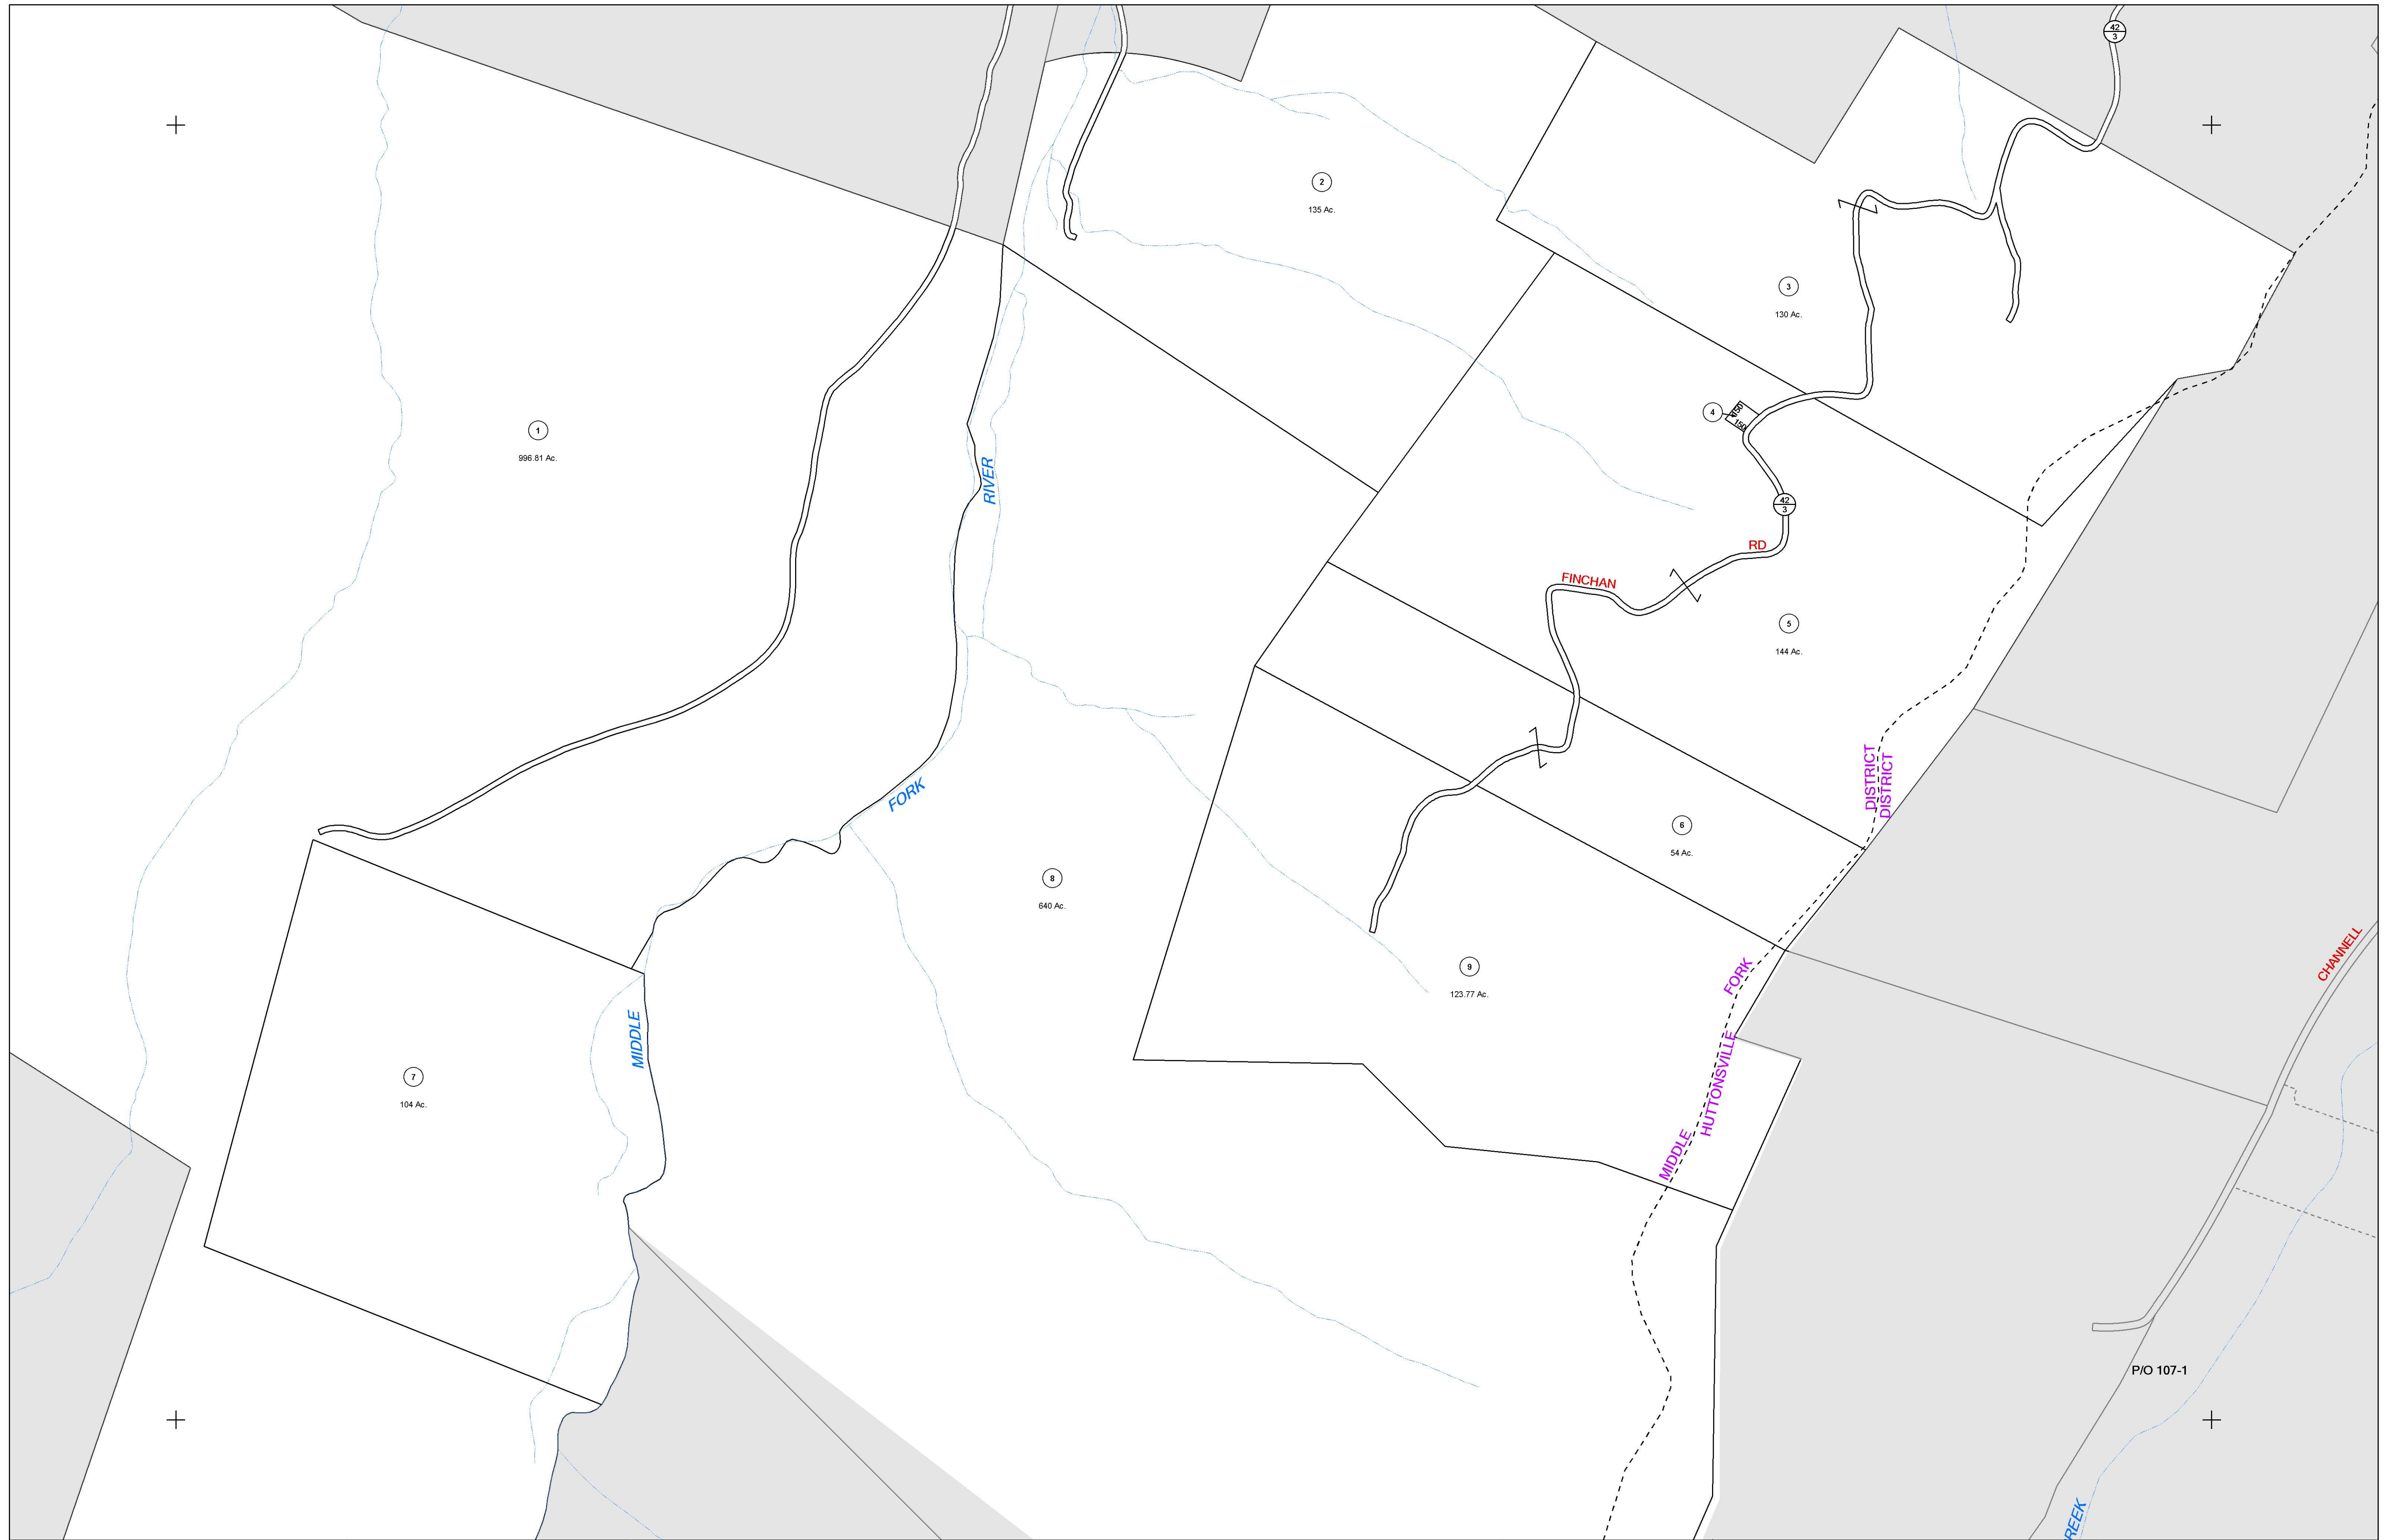 42
3
2
135 Ac.
3
130 Ac.
1
996.81 Ac.
4
150
150
RIVER
42
3
RD
FINCHAN
5
144 Ac.
DISTRICT
DISTRICT
FORK
6
54 Ac.
8
640 Ac.
CHANNELL
9
123.77 Ac.
FORK
MIDDLE
HUTTONSVILLE
7
104 Ac.
MIDDLE
P/O 107-1
REEK